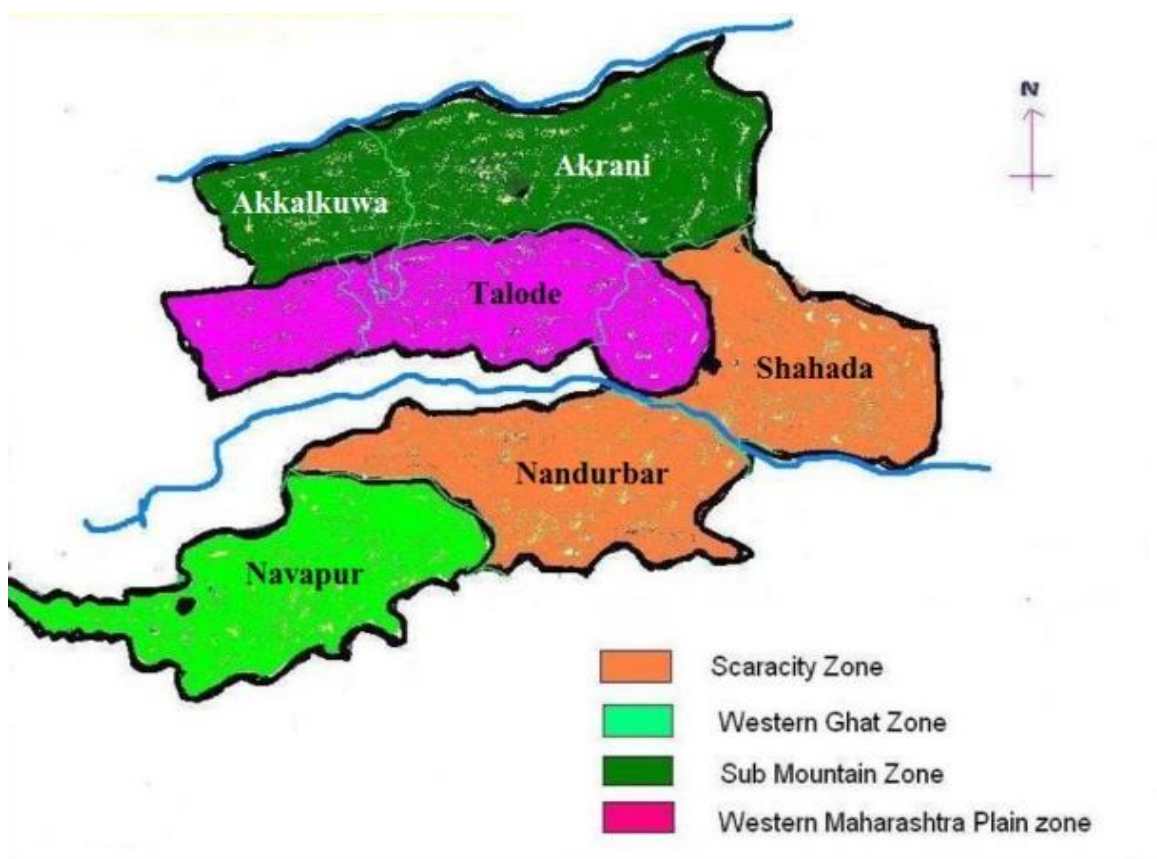 N
Akrani
Akkalkuwa
Talode
Shahada
Nandurbar
Navapur
Scaracity Zone
Western Ghat Zone
Sub Mountain Zone
Western Maharashtra Plain zone